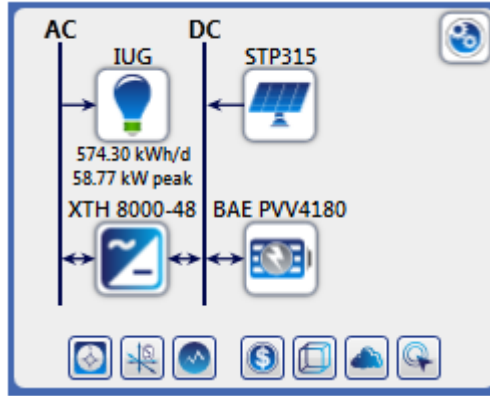 AC DC
IUG STP315
574.30 kWh/d
58.77 kW peak
XTH 8000-48 BAE PVV4180